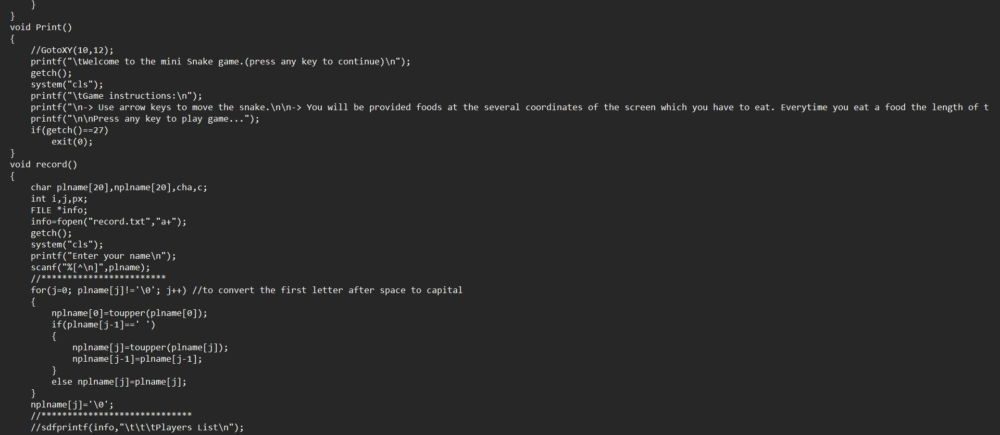 }
}
void Print()
{
    //GotoXY(10,12);
    printf("\tWelcome to the mini Snake game.(press any key to continue)\n");
    getch();
    system("cls");
    printf("\tGame instructions:\n");
    printf("\n-> Use arrow keys to move the snake.\n\n-> You will be provided foods at the several coordinates of the screen which you have to eat. Everytime you eat a food the length of t
    printf("\n\nPress any key to play game...");
    if(getch()==27)
        exit(0);
}
void record()
{
    char plname[20],nplname[20],cha,c;
    int i,j,px;
    FILE *info;
    info=fopen("record.txt","a+");
    getch();
    system("cls");
    printf("Enter your name\n");
    scanf("%[^\n]",plname);
    //************************
    for(j=0; plname[j]!='\0'; j++) //to convert the first letter after space to capital
    {
        nplname[0]=toupper(plname[0]);
        if(plname[j-1]==' ')
        {
            nplname[j]=toupper(plname[j]);
            nplname[j-1]=plname[j-1];
        }
        else nplname[j]=plname[j];
    }
    nplname[j]='\0';
    //*****************************
    //sdfprintf(info,"\t\t\tPlayers List\n");